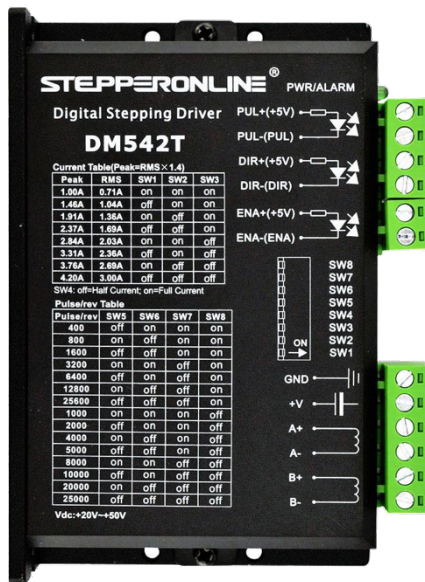 STEPPERONLINE®
Digital Stepping Driver
DM542T
Current Table(Peak=RMS×1.4)
Peak RMS SW1 SW2 SW3
1.00A 0.71A on on on
1.46A 1.04A off on on
1.91A 1.36A on off on
2.37A 1.69A off off on
2.84A 2.03A on on off
3.31A 2.36A off on off
3.76A 2.69A on off off
4.20A 3.00A off off off
SW4: off=Half Current; on=Full Current
Pulse/rev Table
Pulse/rev SW5 SW6 SW7 SW8
400 off on on on
800 on off on on
1600 off off on on
3200 on on off on
6400 off on off on
12800 on off off on
25600 off off off on
1000 on on on off
2000 off on on off
4000 on off on off
5000 off off on off
8000 on on off off
10000 off on off off
20000 on off off off
25000 off off off off
Vdc:+20V~+50V
PWR/ALARM
PUL+(+5V)
PUL-(PUL)
DIR+(+5V)
DIR-(DIR)
ENA+(+5V)
ENA-(ENA)
SW8
SW7
SW6
SW5
SW4
SW3
SW2
ON
SW1
GND
+V
A+
A-
B+
B-